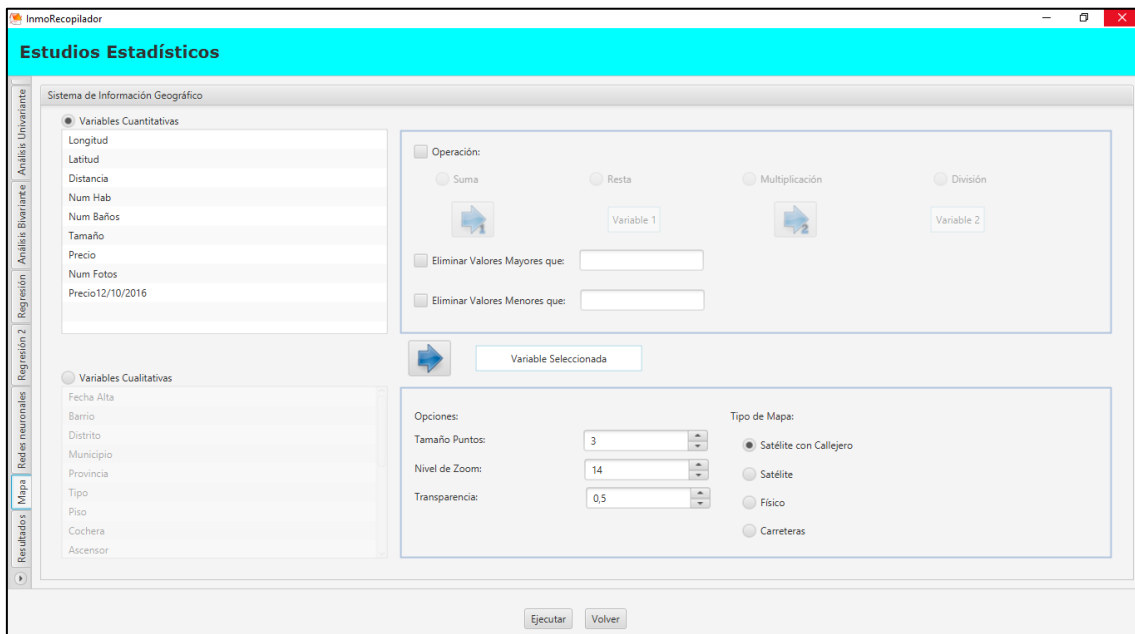 InmoRecopilador
Estudios Estadísticos
Análisis Univariante
Análisis Bivariante
Regresión
Regresión 2
Redes neuronales
Mapa
Resultados
Sistema de Información Geográfico
Variables Cuantitativas
Longitud
Latitud
Distancia
Num Hab
Num Baños
Tamaño
Precio
Num Fotos
Precio12/10/2016
Operación:
Suma Resta Multiplicación División
1 Variable 1 2 Variable 2
Eliminar Valores Mayores que:
Eliminar Valores Menores que:
Variable Seleccionada
Variables Cualitativas
Fecha Alta
Barrio
Distrito
Municipio
Provincia
Tipo
Piso
Cochera
Ascensor
Opciones:
Tamaño Puntos: 3
Nivel de Zoom: 14
Transparencia: 0,5
Tipo de Mapa:
Satélite con Callejero
Satélite
Físico
Carreteras
Ejecutar Volver